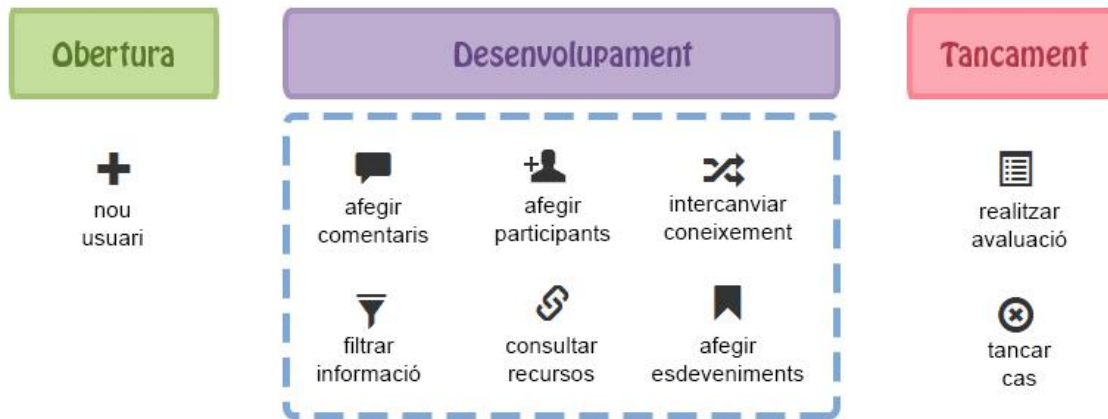 Obertura
Desenvolupament
Tancament
nou
usuari
afegir
comentaris
afegir
participants
intercanviar
coneixement
filtrar
informació
consultar
recursos
afegir
esdeveniments
realitzar
avaluació
tancar
cas